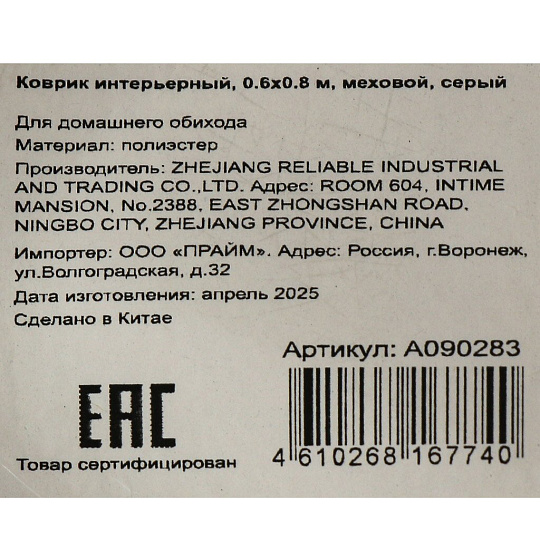 Коврик интерьерный, 0.6х0.8 м, меховой, серый
Для домашнего обихода
Материал: полиэстер
Производитель: ZHEJIANG RELIABLE INDUSTRIAL
AND TRADING CO.,LTD. Адрес: ROOM 604, INTIME
MANSION, No.2388, EAST ZHONGSHAN ROAD,
NINGBO CITY, ZHEJIANG PROVINCE, CHINA
Импортер: ООО «ПРАЙМ». Адрес: Россия, г.Воронеж,
ул.Волгоградская, д.32
Дата изготовления: апрель 2025
Сделано в Китае
Артикул: А090283
EAC
Товар сертифицирован
4 610268 167740